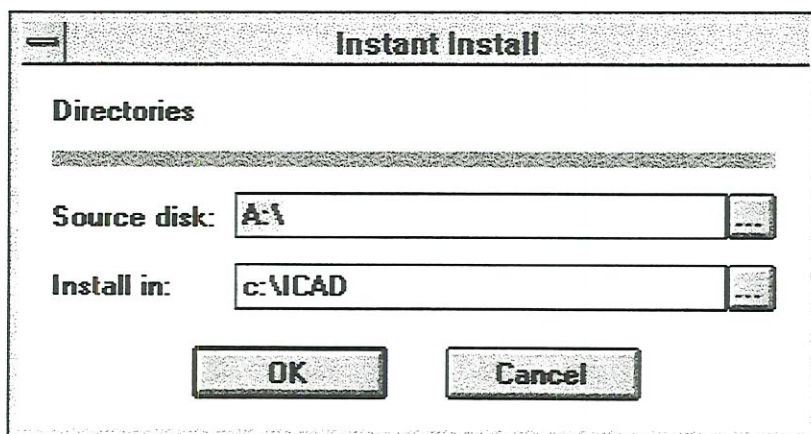 Instant Install
Directories
Source disk: A:\ ...
Install in: c:\ICAD ...
OK Cancel